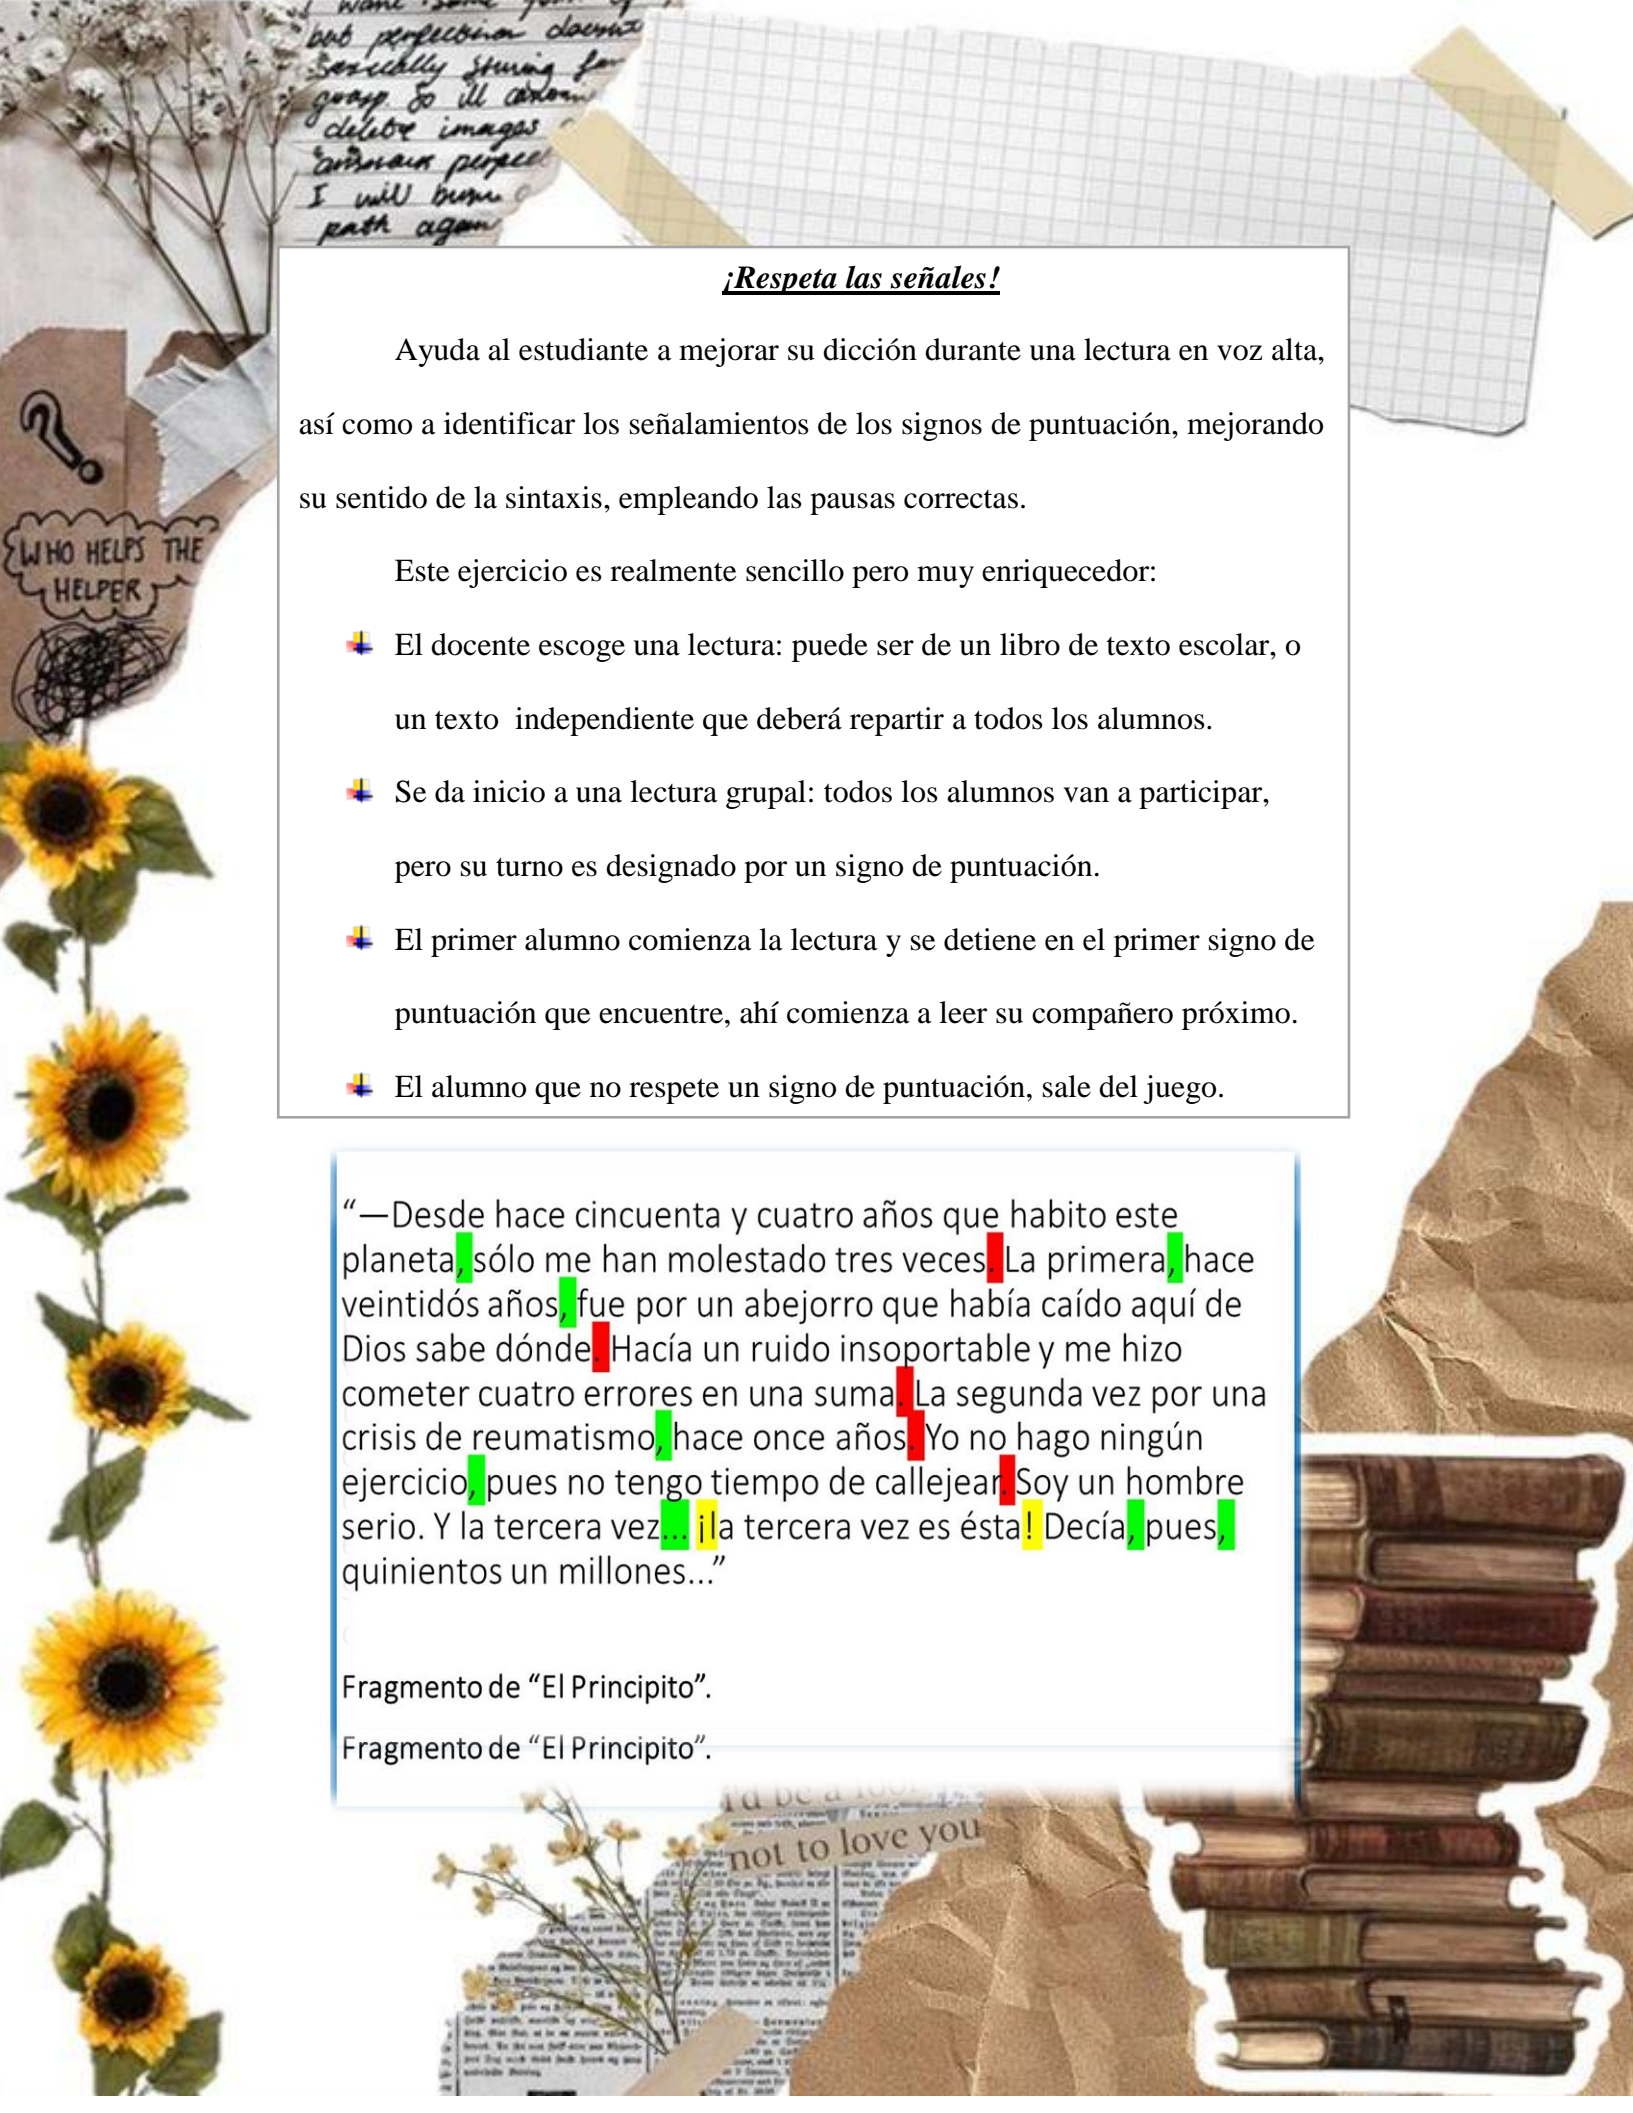 but perfection
I will
path again
¡Respeta las señales!
Ayuda al estudiante a mejorar su dicción durante una lectura en voz alta,
así como a identificar los señalamientos de los signos de puntuación, mejorando
su sentido de la sintaxis, empleando las pausas correctas.
Este ejercicio es realmente sencillo pero muy enriquecedor:
El docente escoge una lectura: puede ser de un libro de texto escolar, o
un texto independiente que deberá repartir a todos los alumnos.
Se da inicio a una lectura grupal: todos los alumnos van a participar,
pero su turno es designado por un signo de puntuación.
El primer alumno comienza la lectura y se detiene en el primer signo de
puntuación que encuentre, ahí comienza a leer su compañero próximo.
El alumno que no respete un signo de puntuación, sale del juego.
?
WHO HELPS THE
HELPER
“—Desde hace cincuenta y cuatro años que habito este
planeta, sólo me han molestado tres veces. La primera, hace
veintidós años, fue por un abejorro que había caído aquí de
Dios sabe dónde. Hacía un ruido insoportable y me hizo
cometer cuatro errores en una suma. La segunda vez por una
crisis de reumatismo, hace once años. Yo no hago ningún
ejercicio, pues no tengo tiempo de callejear. Soy un hombre
serio. Y la tercera vez... ¡la tercera vez es ésta! Decía, pues,
quinientos un millones...”
Fragmento de “El Principito”.
Fragmento de “El Principito”.
not to love you